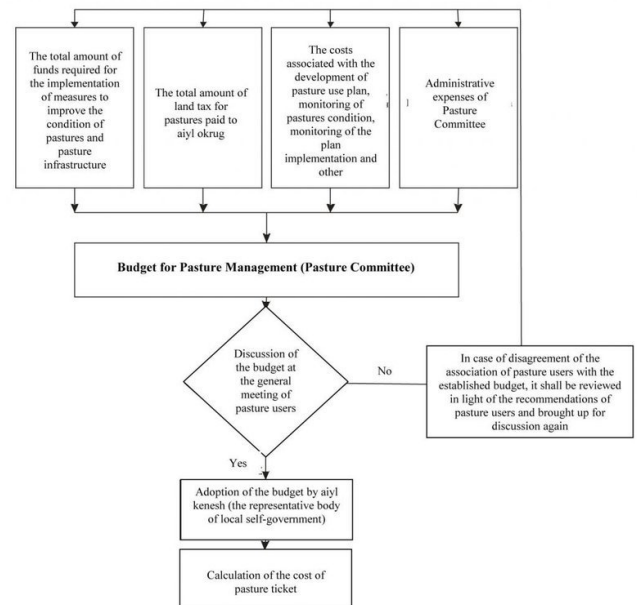 The total amount of
funds required for
the implementation
of measures to
improve the
condition of
pastures and
pasture
infrastructure
The total amount of
land tax for
pastures paid to
aiyl okrug
The costs
associated with the
development of
pasture use plan,
monitoring of
pastures condition,
monitoring of the
plan
implementation and
other
Administrative
expenses of
Pasture
Committee
Budget for Pasture Management (Pasture Committee)
Discussion of
the budget at
the general
meeting of
pasture users
No
In case of disagreement of the
association of pasture users with the
established budget, it shall be reviewed
in light of the recommendations of
pasture users and brought up for
discussion again
Yes
Adoption of the budget by aiyl
kenesh (the representative body
of local self-government)
Calculation of the cost of
pasture ticket